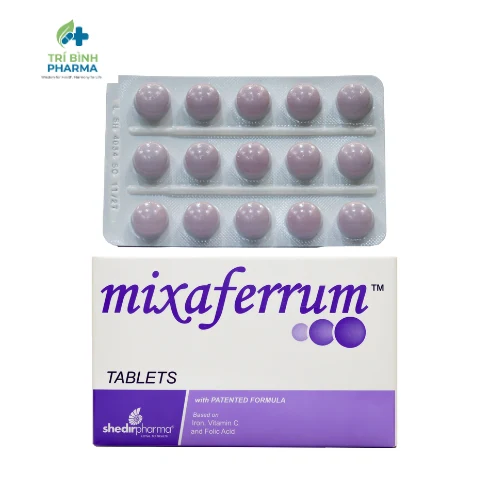 TRÍ BÌNH
PHARMA
mixaferrum™
TABLETS
with PATENTED FORMULA
Based on
Iron, Vitamin C
and Folic Acid
shedirpharma®